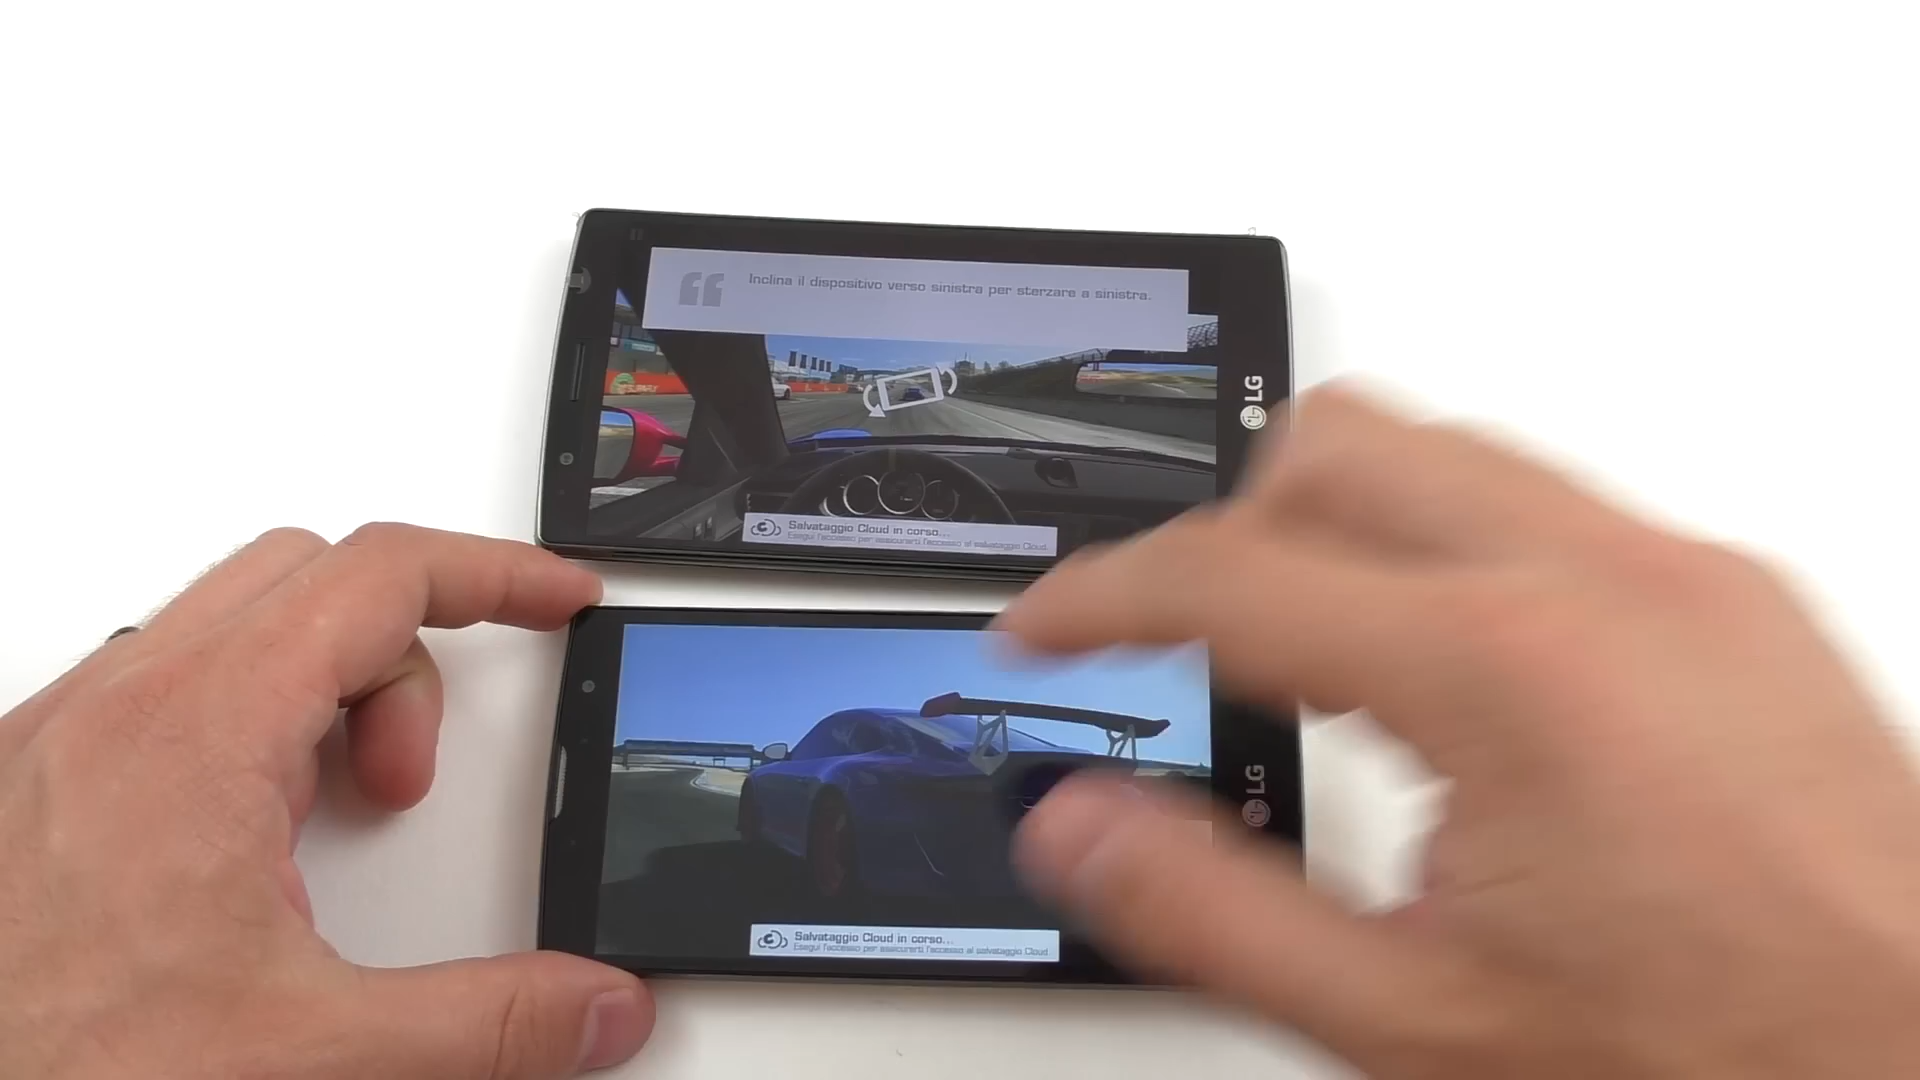 Inclina il dispositivo verso sinistra per sterzare a sinistra.
LG
Salvataggio Cloud in corso...
Esegui l'accesso per assicurarti l'accesso al salvataggio Cloud.
LG
Salvataggio Cloud in corso...
Esegui l'accesso per assicurarti l'accesso al salvataggio Cloud.